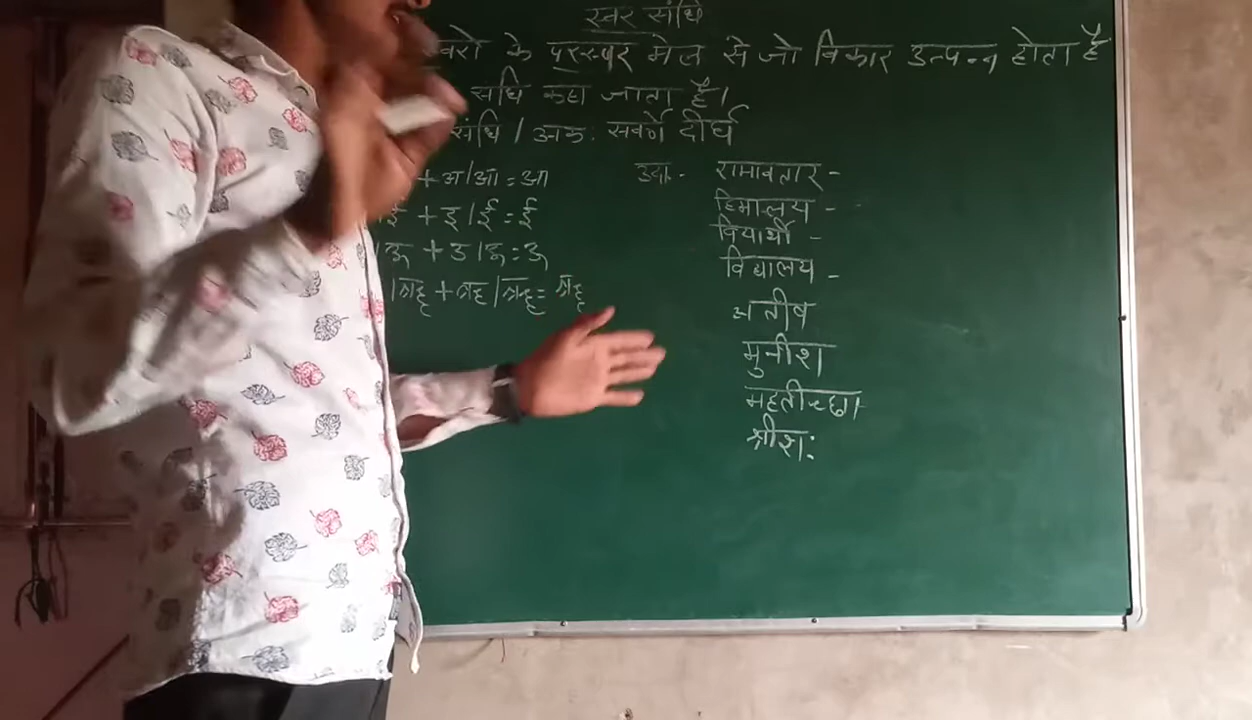 स्वर संधि
वरो के परस्पर मेल से जो विकार उत्पन्न होता है
संधि कहा जाता है।
संधि / अक: सवर्णे दीर्घ
+ अ/आ = आ
ई + इ/ई = ई
ऊ + उ/ऊ = ऊ
/ॠ + ऋ/ॠ = ॠ
उदा.- रामावतार -
हिमालय -
विद्यार्थी -
विद्यालय -
अतीव
मुनीश
महतीच्छा
श्रीश: